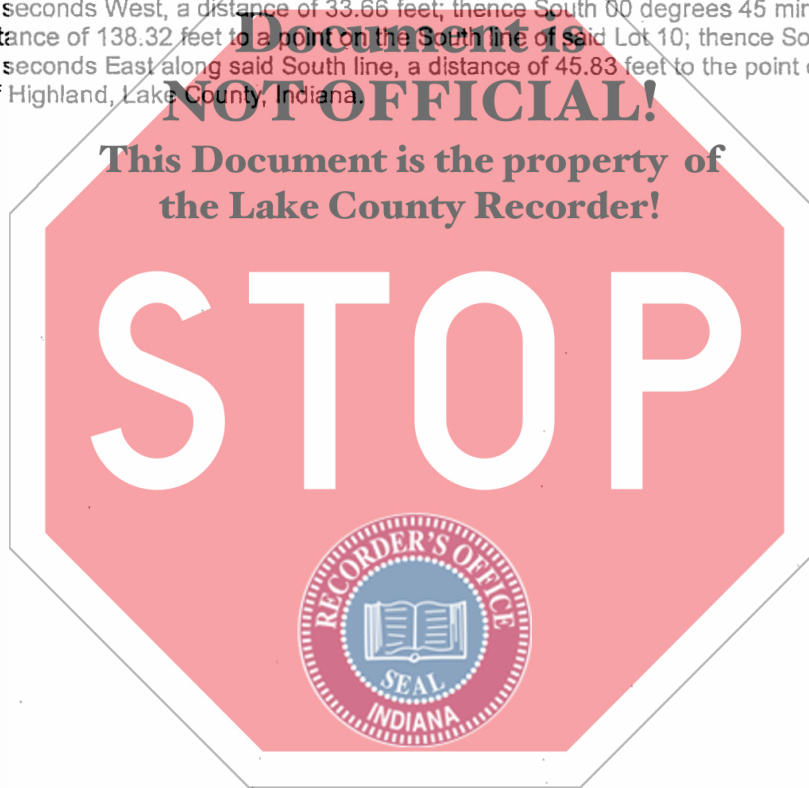 seconds West, a distance of 33.66 feet; thence South 00 degrees 45 min
tance of 138.32 feet to a point on the South line of said Lot 10; thence So
seconds East along said South line, a distance of 45.83 feet to the point
Highland, Lake County, Indiana.
Document is
NOT OFFICIAL!
This Document is the property of
the Lake County Recorder!
STOP
RECORDER'S OFFICE
SEAL
INDIANA